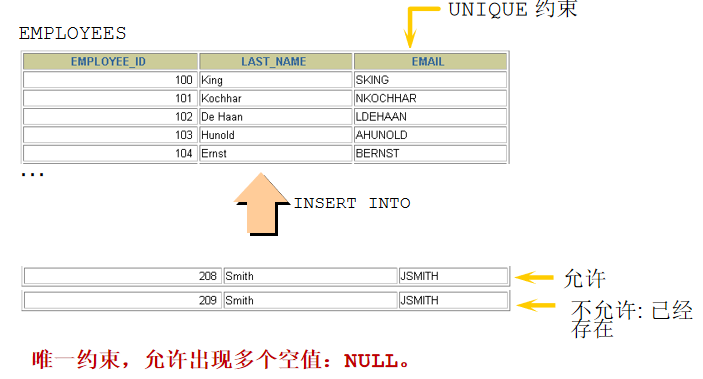 UNIQUE 约束
EMPLOYEES
EMPLOYEE_ID LAST_NAME EMAIL
100 King SKING
101 Kochhar NKOCHHAR
102 De Haan LDEHAAN
103 Hunold AHUNOLD
104 Ernst BERNST
...
INSERT INTO
208 Smith JSMITH 允许
209 Smith JSMITH 不允许: 已经
存在
唯一约束，允许出现多个空值：NULL。